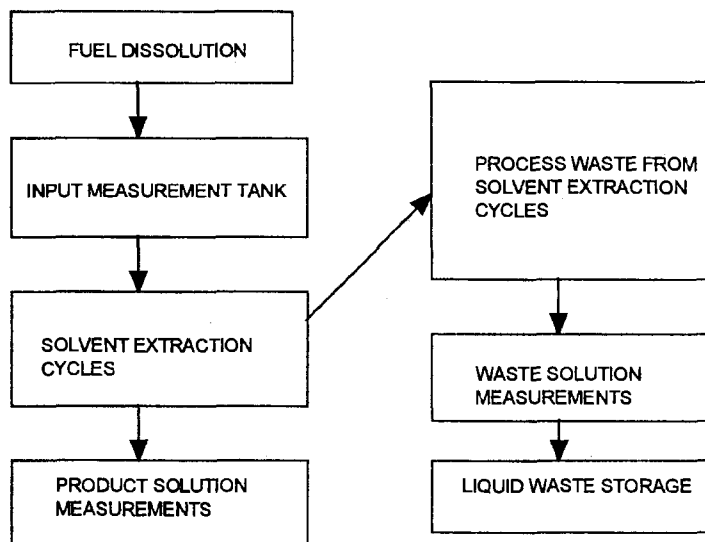 FUEL DISSOLUTION
INPUT MEASUREMENT TANK
SOLVENT EXTRACTION
CYCLES
PRODUCT SOLUTION
MEASUREMENTS
PROCESS WASTE FROM
SOLVENT EXTRACTION
CYCLES
WASTE SOLUTION
MEASUREMENTS
LIQUID WASTE STORAGE